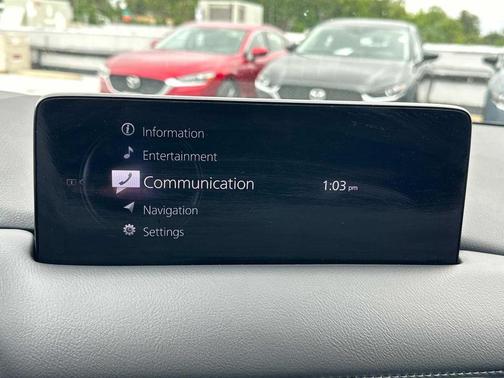 Information
Entertainment
Communication 1:03 pm
Navigation
Settings